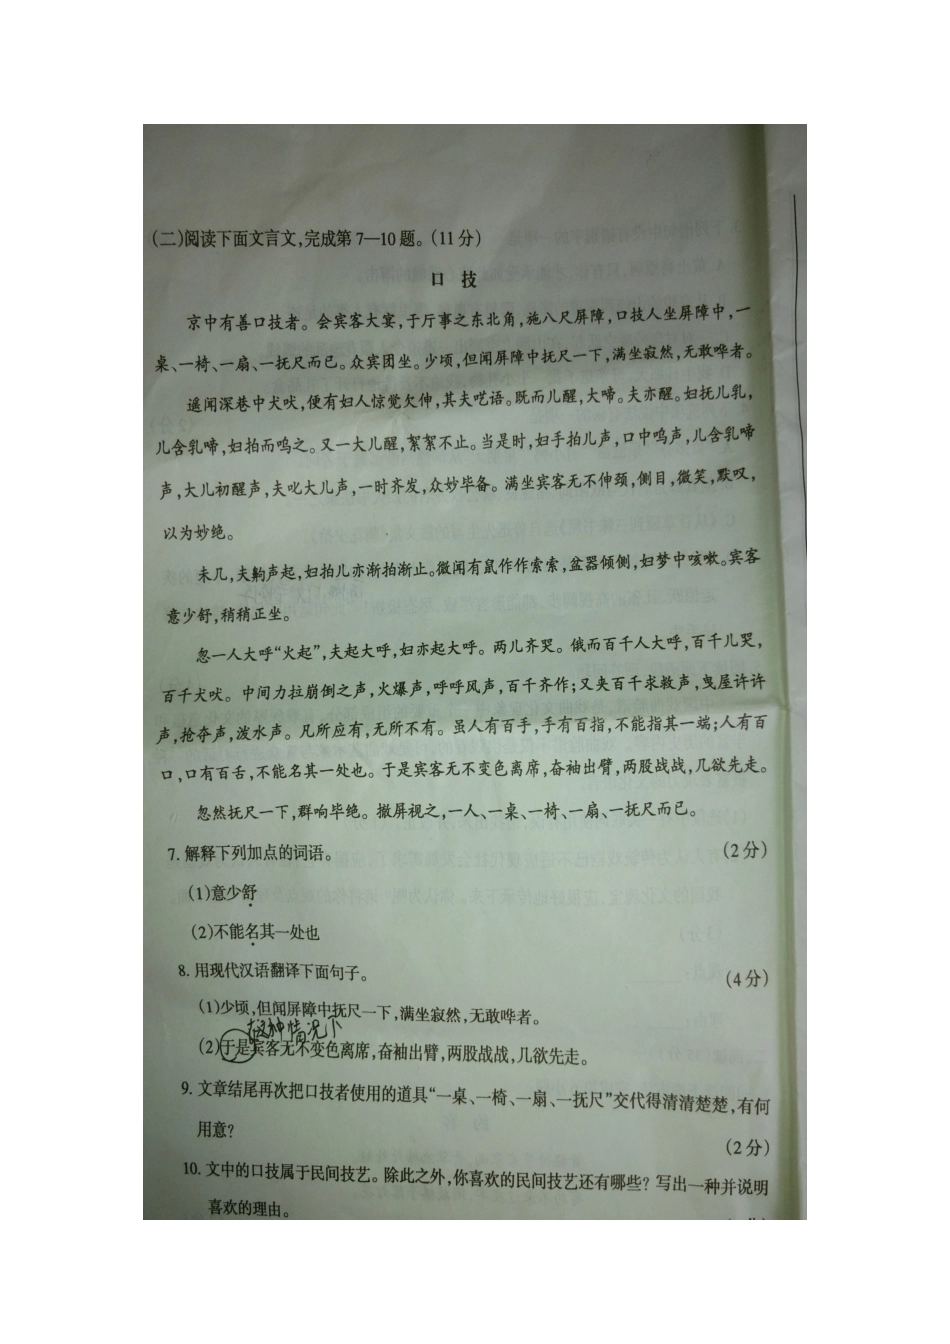 (二)阅读下面文言文,完成第7—10题。(11分)
口 技
京中有善口技者。会宾客大宴,于厅事之东北角,施八尺屏障,口技人坐屏障中,一
桌、一椅、一扇、一抚尺而已。众宾团坐。少顷,但闻屏障中抚尺一下,满坐寂然,无敢哗者。
遥闻深巷中犬吠,便有妇人惊觉欠伸,其夫呓语。既而儿醒,大啼。夫亦醒。妇抚儿乳,
儿含乳啼,妇拍而呜之。又一大儿醒,絮絮不止。当是时,妇手拍儿声,口中呜声,儿含乳啼
声,大儿初醒声,夫叱大儿声,一时齐发,众妙毕备。满坐宾客无不伸颈,侧目,微笑,默叹,
以为妙绝。
未几,夫齁声起,妇拍儿亦渐拍渐止。微闻有鼠作作索索,盆器倾侧,妇梦中咳嗽。宾客
意少舒,稍稍正坐。
忽一人大呼“火起”,夫起大呼,妇亦起大呼。两儿齐哭。俄而百千人大呼,百千儿哭,
百千犬吠。中间力拉崩倒之声,火爆声,呼呼风声,百千齐作;又夹百千求救声,曳屋许许
声,抢夺声,泼水声。凡所应有,无所不有。虽人有百手,手有百指,不能指其一端;人有百
口,口有百舌,不能名其一处也。于是宾客无不变色离席,奋袖出臂,两股战战,几欲先走。
忽然抚尺一下,群响毕绝。撤屏视之,一人、一桌、一椅、一扇、一抚尺而已。
7. 解释下列加点的词语。 (2分)
(1)意少舒
(2)不能名其一处也
8. 用现代汉语翻译下面句子。 (4分)
(1)少顷,但闻屏障中抚尺一下,满坐寂然,无敢哗者。
这种情况下
(2)于是宾客无不变色离席,奋袖出臂,两股战战,几欲先走。
9. 文章结尾再次把口技者使用的道具“一桌、一椅、一扇、一抚尺”交代得清清楚楚,有何
用意? (2分)
10. 文中的口技属于民间技艺。除此之外,你喜欢的民间技艺还有哪些?写出一种并说明
喜欢的理由。